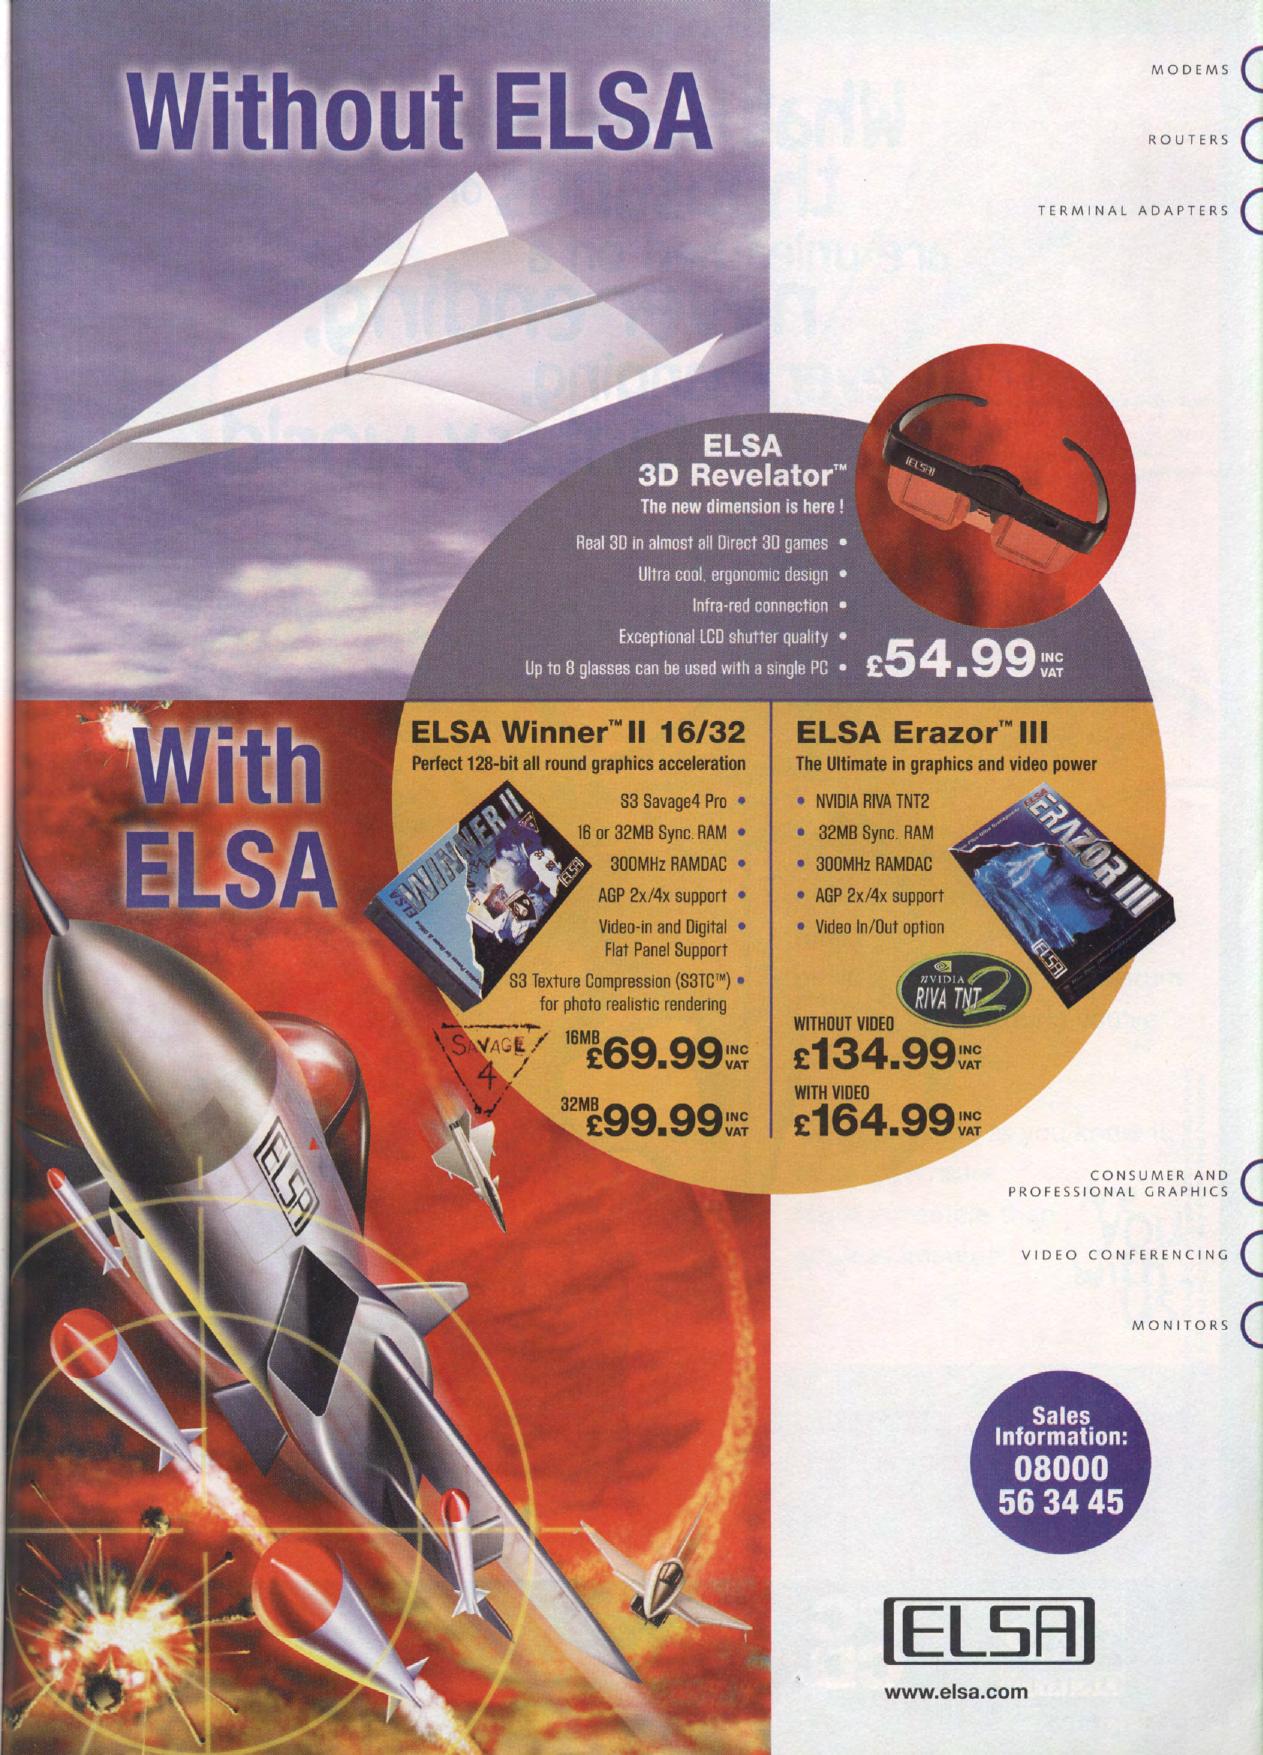 Without ELSA
MODEMS
ROUTERS
TERMINAL ADAPTERS
ELSA
3D Revelator™
The new dimension is here !
Real 3D in almost all Direct 3D games •
Ultra cool, ergonomic design •
Infra-red connection •
Exceptional LCD shutter quality •
Up to 8 glasses can be used with a single PC •
ELSA
£54.99 INC
VAT
With
ELSA
ELSA Winner™ II 16/32
Perfect 128-bit all round graphics acceleration
S3 Savage4 Pro •
16 or 32MB Sync. RAM •
300MHz RAMDAC •
AGP 2x/4x support •
Video-in and Digital •
Flat Panel Support
S3 Texture Compression (S3TC™) •
for photo realistic rendering
ELSA
WINNER II
ELSA
SAVAGE
4
16MB
£69.99 INC
VAT
32MB
£99.99 INC
VAT
ELSA Erazor™ III
The Ultimate in graphics and video power
• NVIDIA RIVA TNT2
• 32MB Sync. RAM
• 300MHz RAMDAC
• AGP 2x/4x support
• Video In/Out option
ELSA
ERAZOR III
ELSA
NVIDIA
RIVA TNT2
WITHOUT VIDEO
£134.99 INC
VAT
WITH VIDEO
£164.99 INC
VAT
ELSA
CONSUMER AND
PROFESSIONAL GRAPHICS
VIDEO CONFERENCING
MONITORS
Sales
Information:
08000
56 34 45
ELSA
www.elsa.com